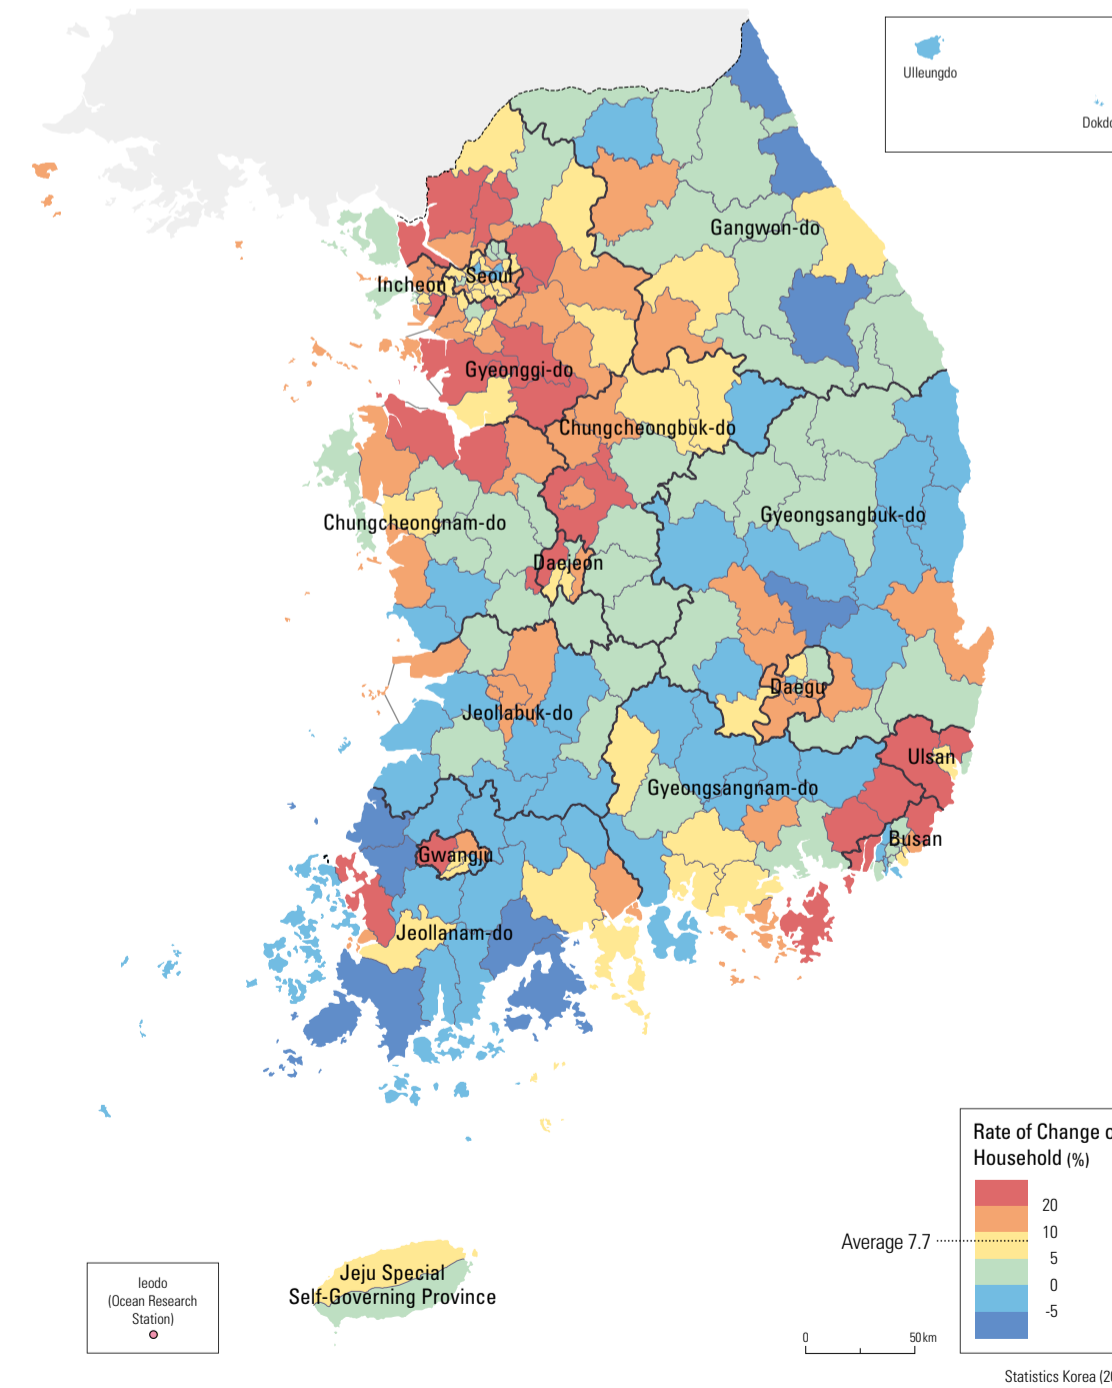 Ulleungdo
Dokdo
Gangwon-do
Seoul
Incheon
Gyeonggi-do
Chungcheongbuk-do
Chungcheongnam-do
Gyeongsangbuk-do
Daejeon
Daegu
Jeollabuk-do
Ulsan
Gyeongsangnam-do
Busan
Gwangju
Jeollanam-do
Rate of Change o
Household (%)
20
10
Average 7.7
5
0
-5
Ieodo
(Ocean Research
Station)
Jeju Special
Self-Governing Province
0
50 km
Statistics Korea (20